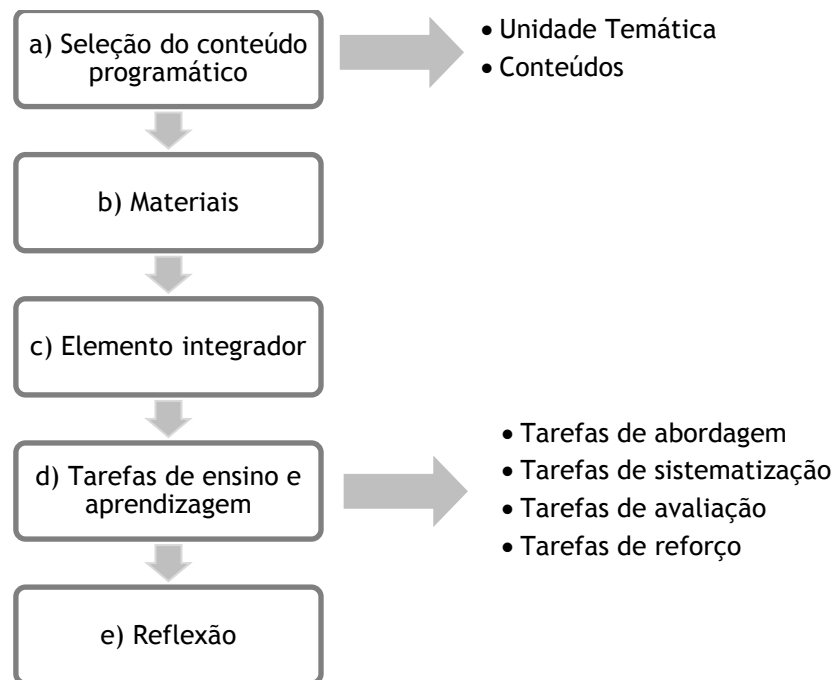 a) Seleção do conteúdo
programático
• Unidade Temática
• Conteúdos
b) Materiais
c) Elemento integrador
d) Tarefas de ensino e
aprendizagem
• Tarefas de abordagem
• Tarefas de sistematização
• Tarefas de avaliação
• Tarefas de reforço
e) Reflexão